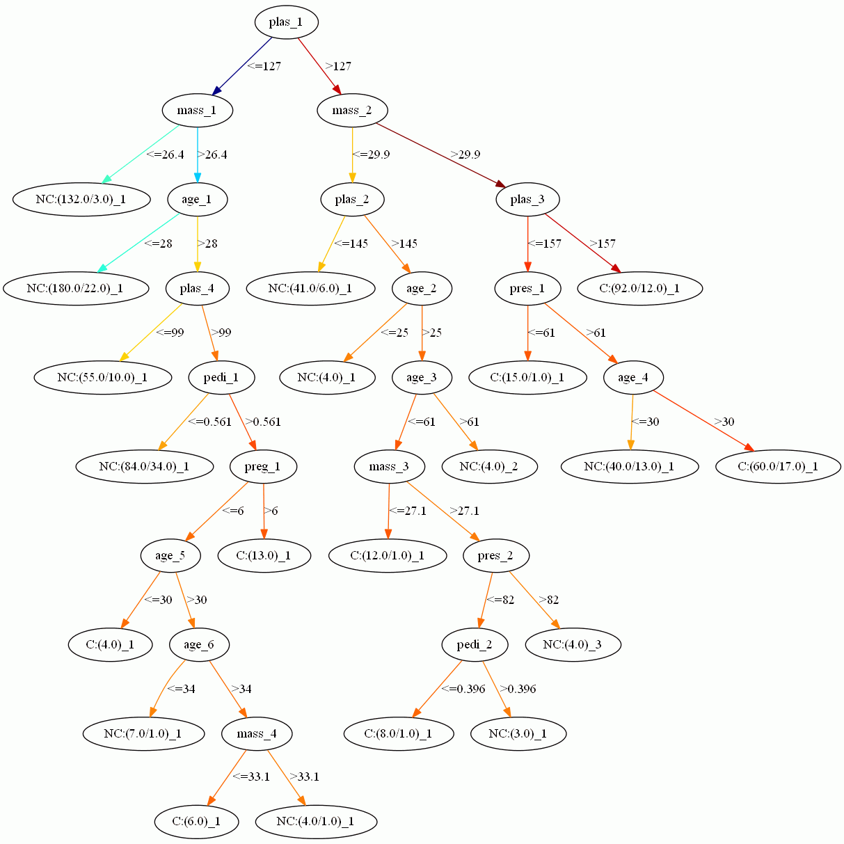 plas_1
<=127
>127
mass_1
mass_2
<=26.4
>26.4
<=29.9
>29.9
NC:(132.0/3.0)_1
age_1
plas_2
plas_3
<=28
>28
<=145
>145
<=157
>157
NC:(180.0/22.0)_1
plas_4
NC:(41.0/6.0)_1
age_2
pres_1
C:(92.0/12.0)_1
<=99
>99
<=25
>25
<=61
>61
NC:(55.0/10.0)_1
pedi_1
NC:(4.0)_1
age_3
C:(15.0/1.0)_1
age_4
<=0.561
>0.561
<=61
>61
<=30
>30
NC:(84.0/34.0)_1
preg_1
mass_3
NC:(4.0)_2
NC:(40.0/13.0)_1
C:(60.0/17.0)_1
<=6
>6
<=27.1
>27.1
age_5
C:(13.0)_1
C:(12.0/1.0)_1
pres_2
<=30
>30
<=82
>82
C:(4.0)_1
age_6
pedi_2
NC:(4.0)_3
<=34
>34
<=0.396
>0.396
NC:(7.0/1.0)_1
mass_4
C:(8.0/1.0)_1
NC:(3.0)_1
<=33.1
>33.1
C:(6.0)_1
NC:(4.0/1.0)_1